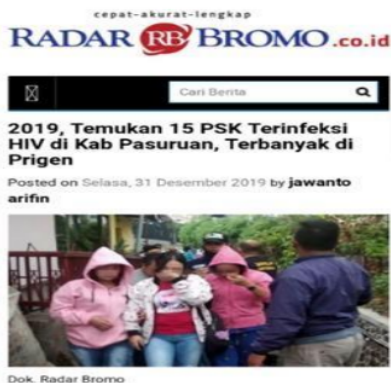 cepat-akurat-lengkap
RADAR RB BROMO.co.id
Cari Berita
2019, Temukan 15 PSK Terinfeksi
HIV di Kab Pasuruan, Terbanyak di
Prigen
Posted on Selasa, 31 Desember 2019 by jawanto
arifin
Dok. Radar Bromo